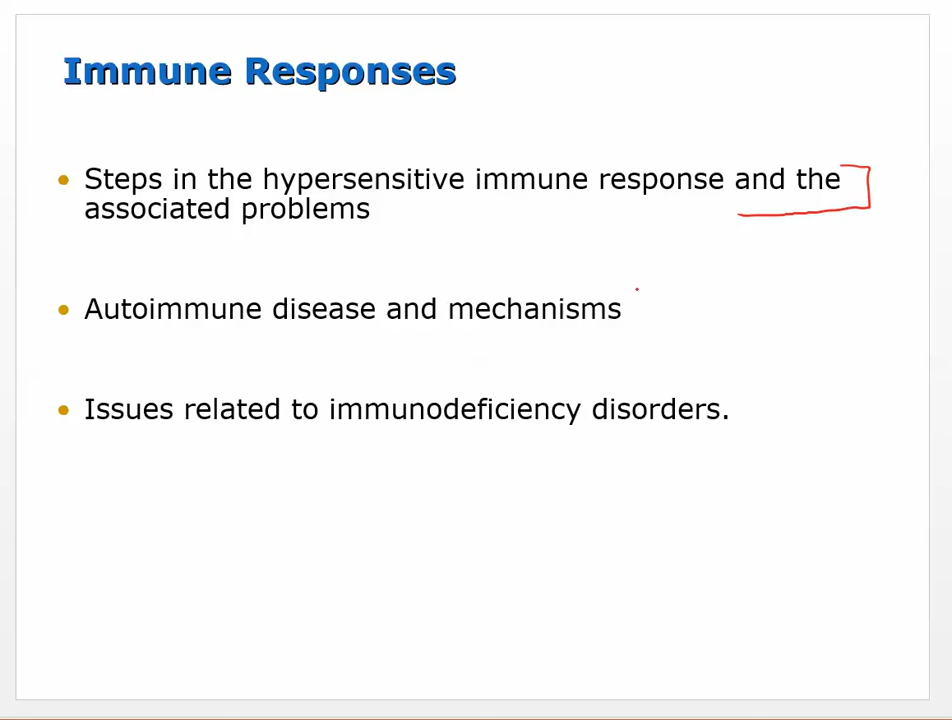 Immune Responses
• Steps in the hypersensitive immune response and the
associated problems
• Autoimmune disease and mechanisms
• Issues related to immunodeficiency disorders.